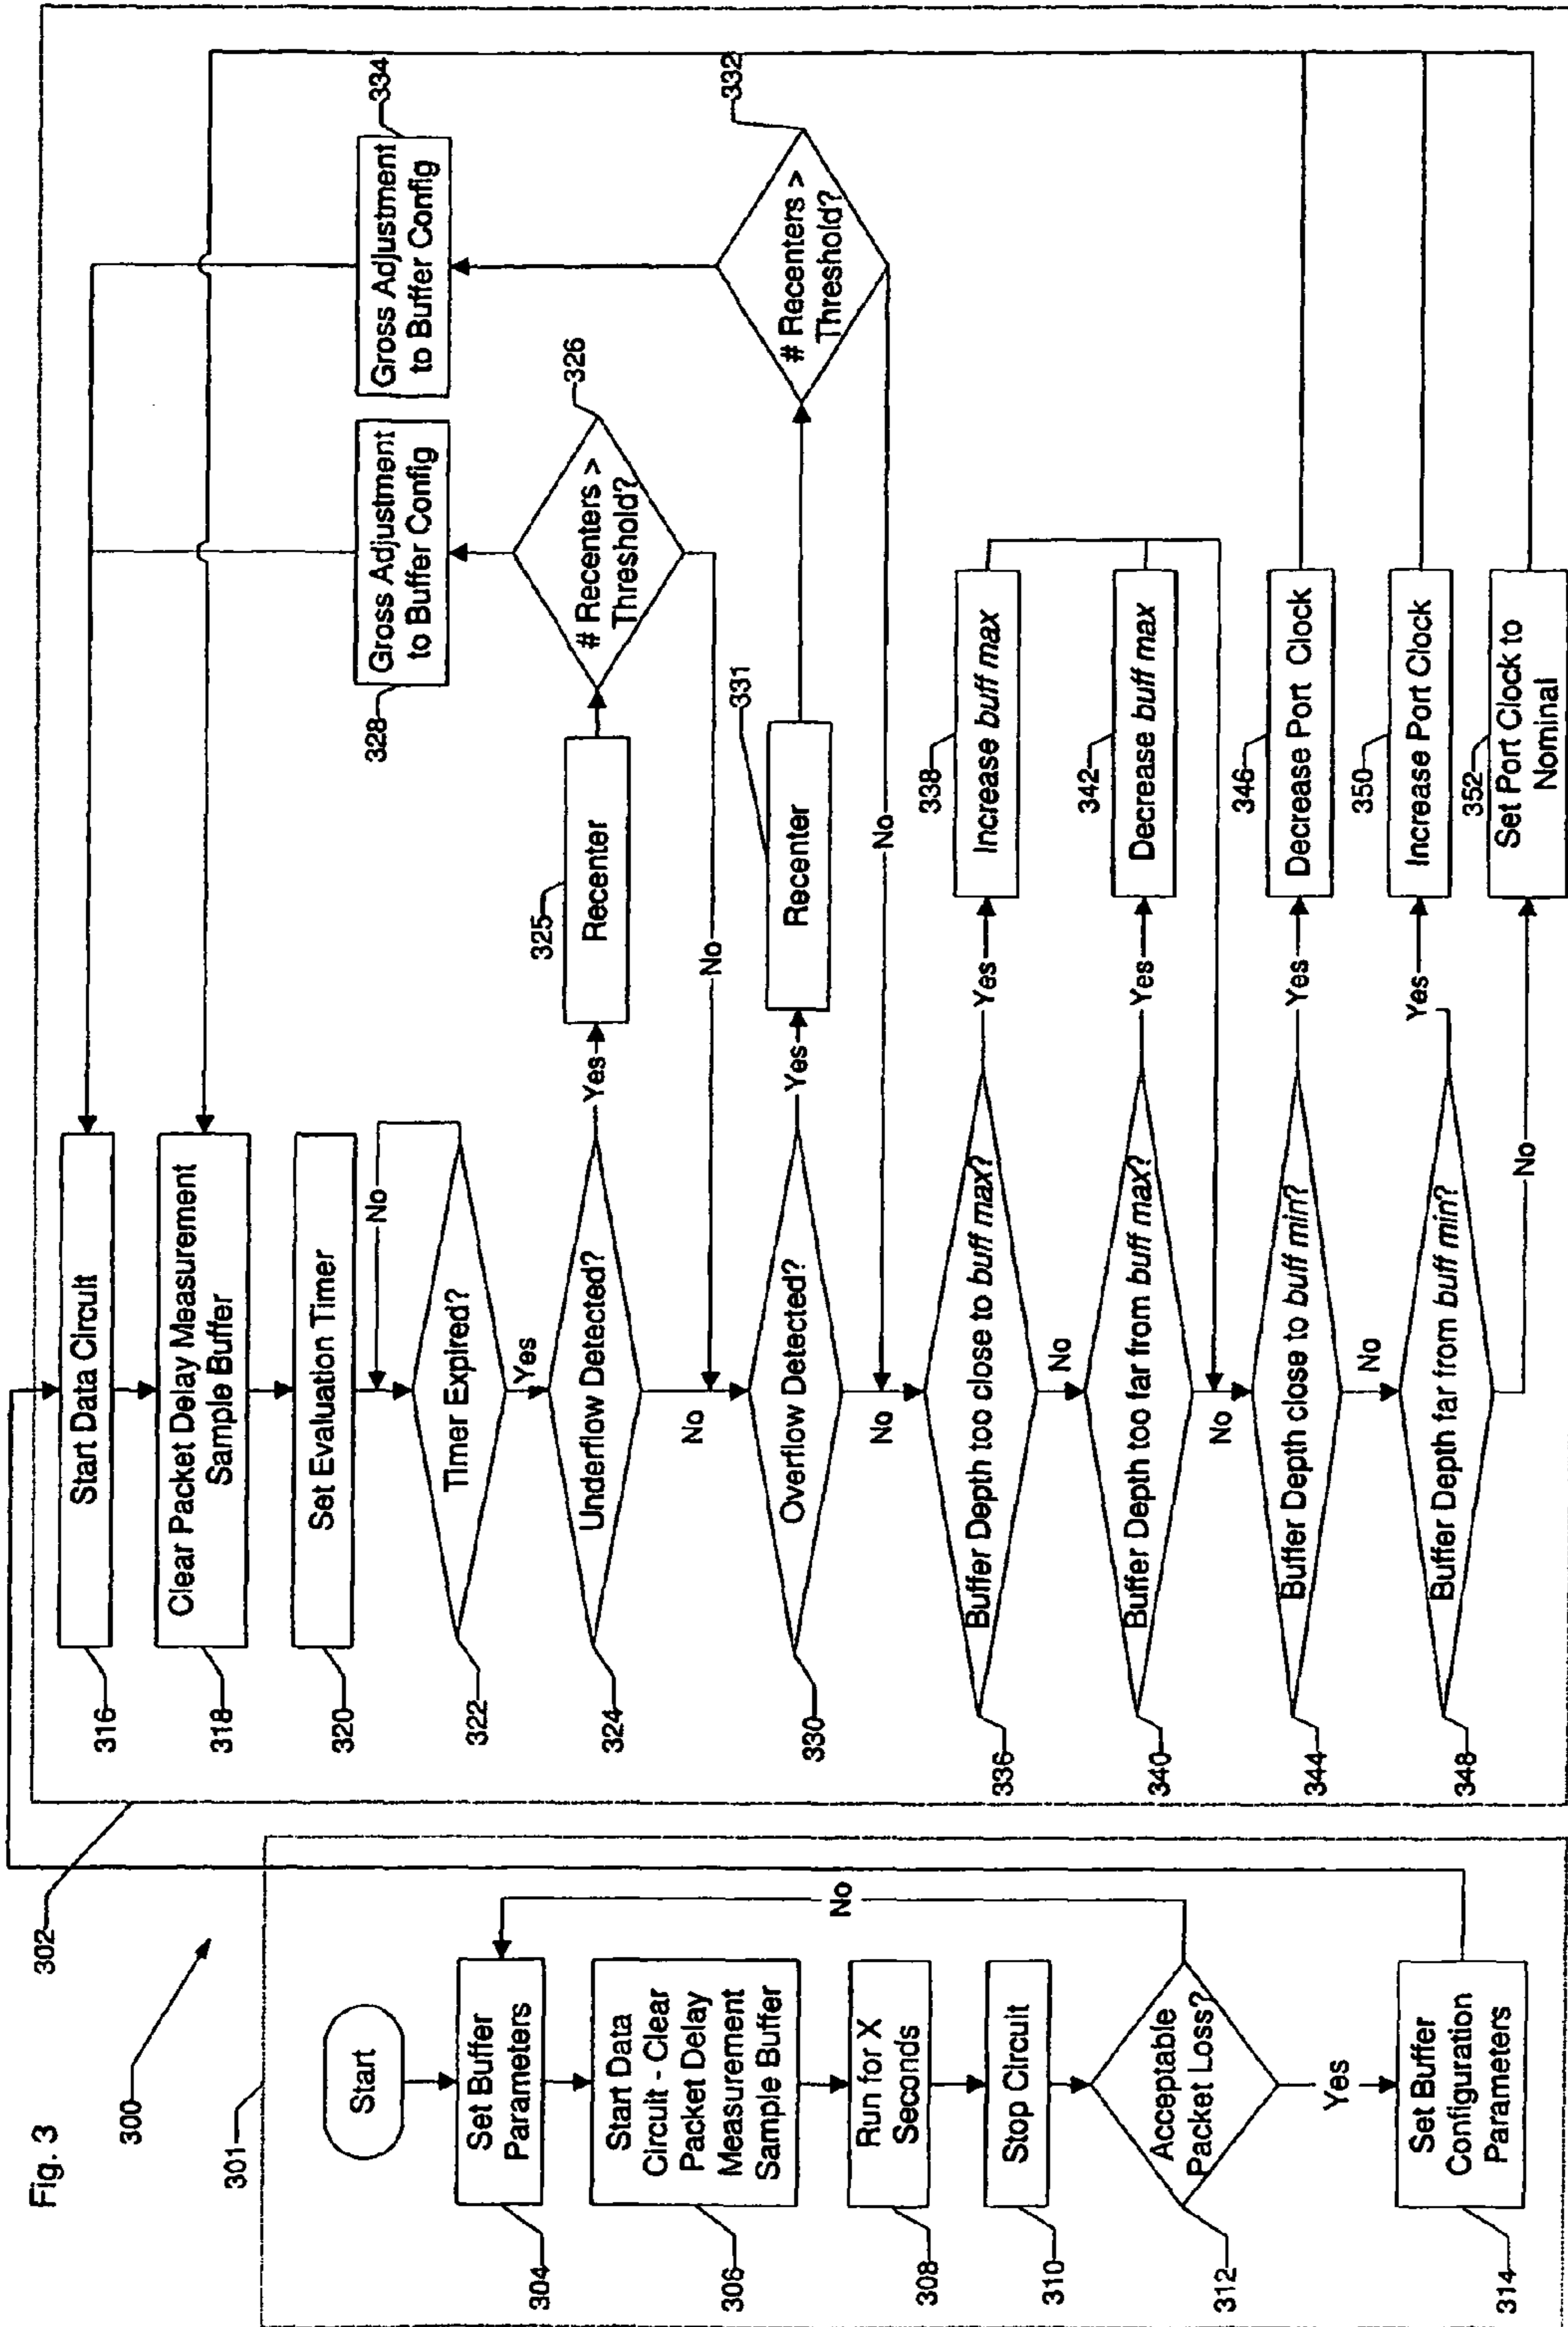 Fig. 3
300
301
302
Start
Set Buffer
Parameters
304
Start Data
Circuit - Clear
Packet Delay
Measurement
Sample Buffer
306
Run for X
Seconds
308
Stop Circuit
310
Acceptable
Packet Loss?
312
No
Yes
Set Buffer
Configuration
Parameters
314
Start Data Circuit
316
Clear Packet Delay Measurement
Sample Buffer
318
Set Evaluation Timer
320
Timer Expired?
322
No
Yes
Underflow Detected?
324
Yes
No
Recenter
325
# Recenters >
Threshold?
326
No
Gross Adjustment
to Buffer Config
328
Overflow Detected?
330
Yes
No
Recenter
331
# Recenters >
Threshold?
332
No
Gross Adjustment
to Buffer Config
334
Buffer Depth too close to buff max?
336
Yes
No
Increase buff max
338
Buffer Depth too far from buff max?
340
Yes
No
Decrease buff max
342
Buffer Depth close to buff min?
344
Yes
No
Decrease Port Clock
346
Buffer Depth far from buff min?
348
Yes
No
Increase Port Clock
350
Set Port Clock to
Nominal
352